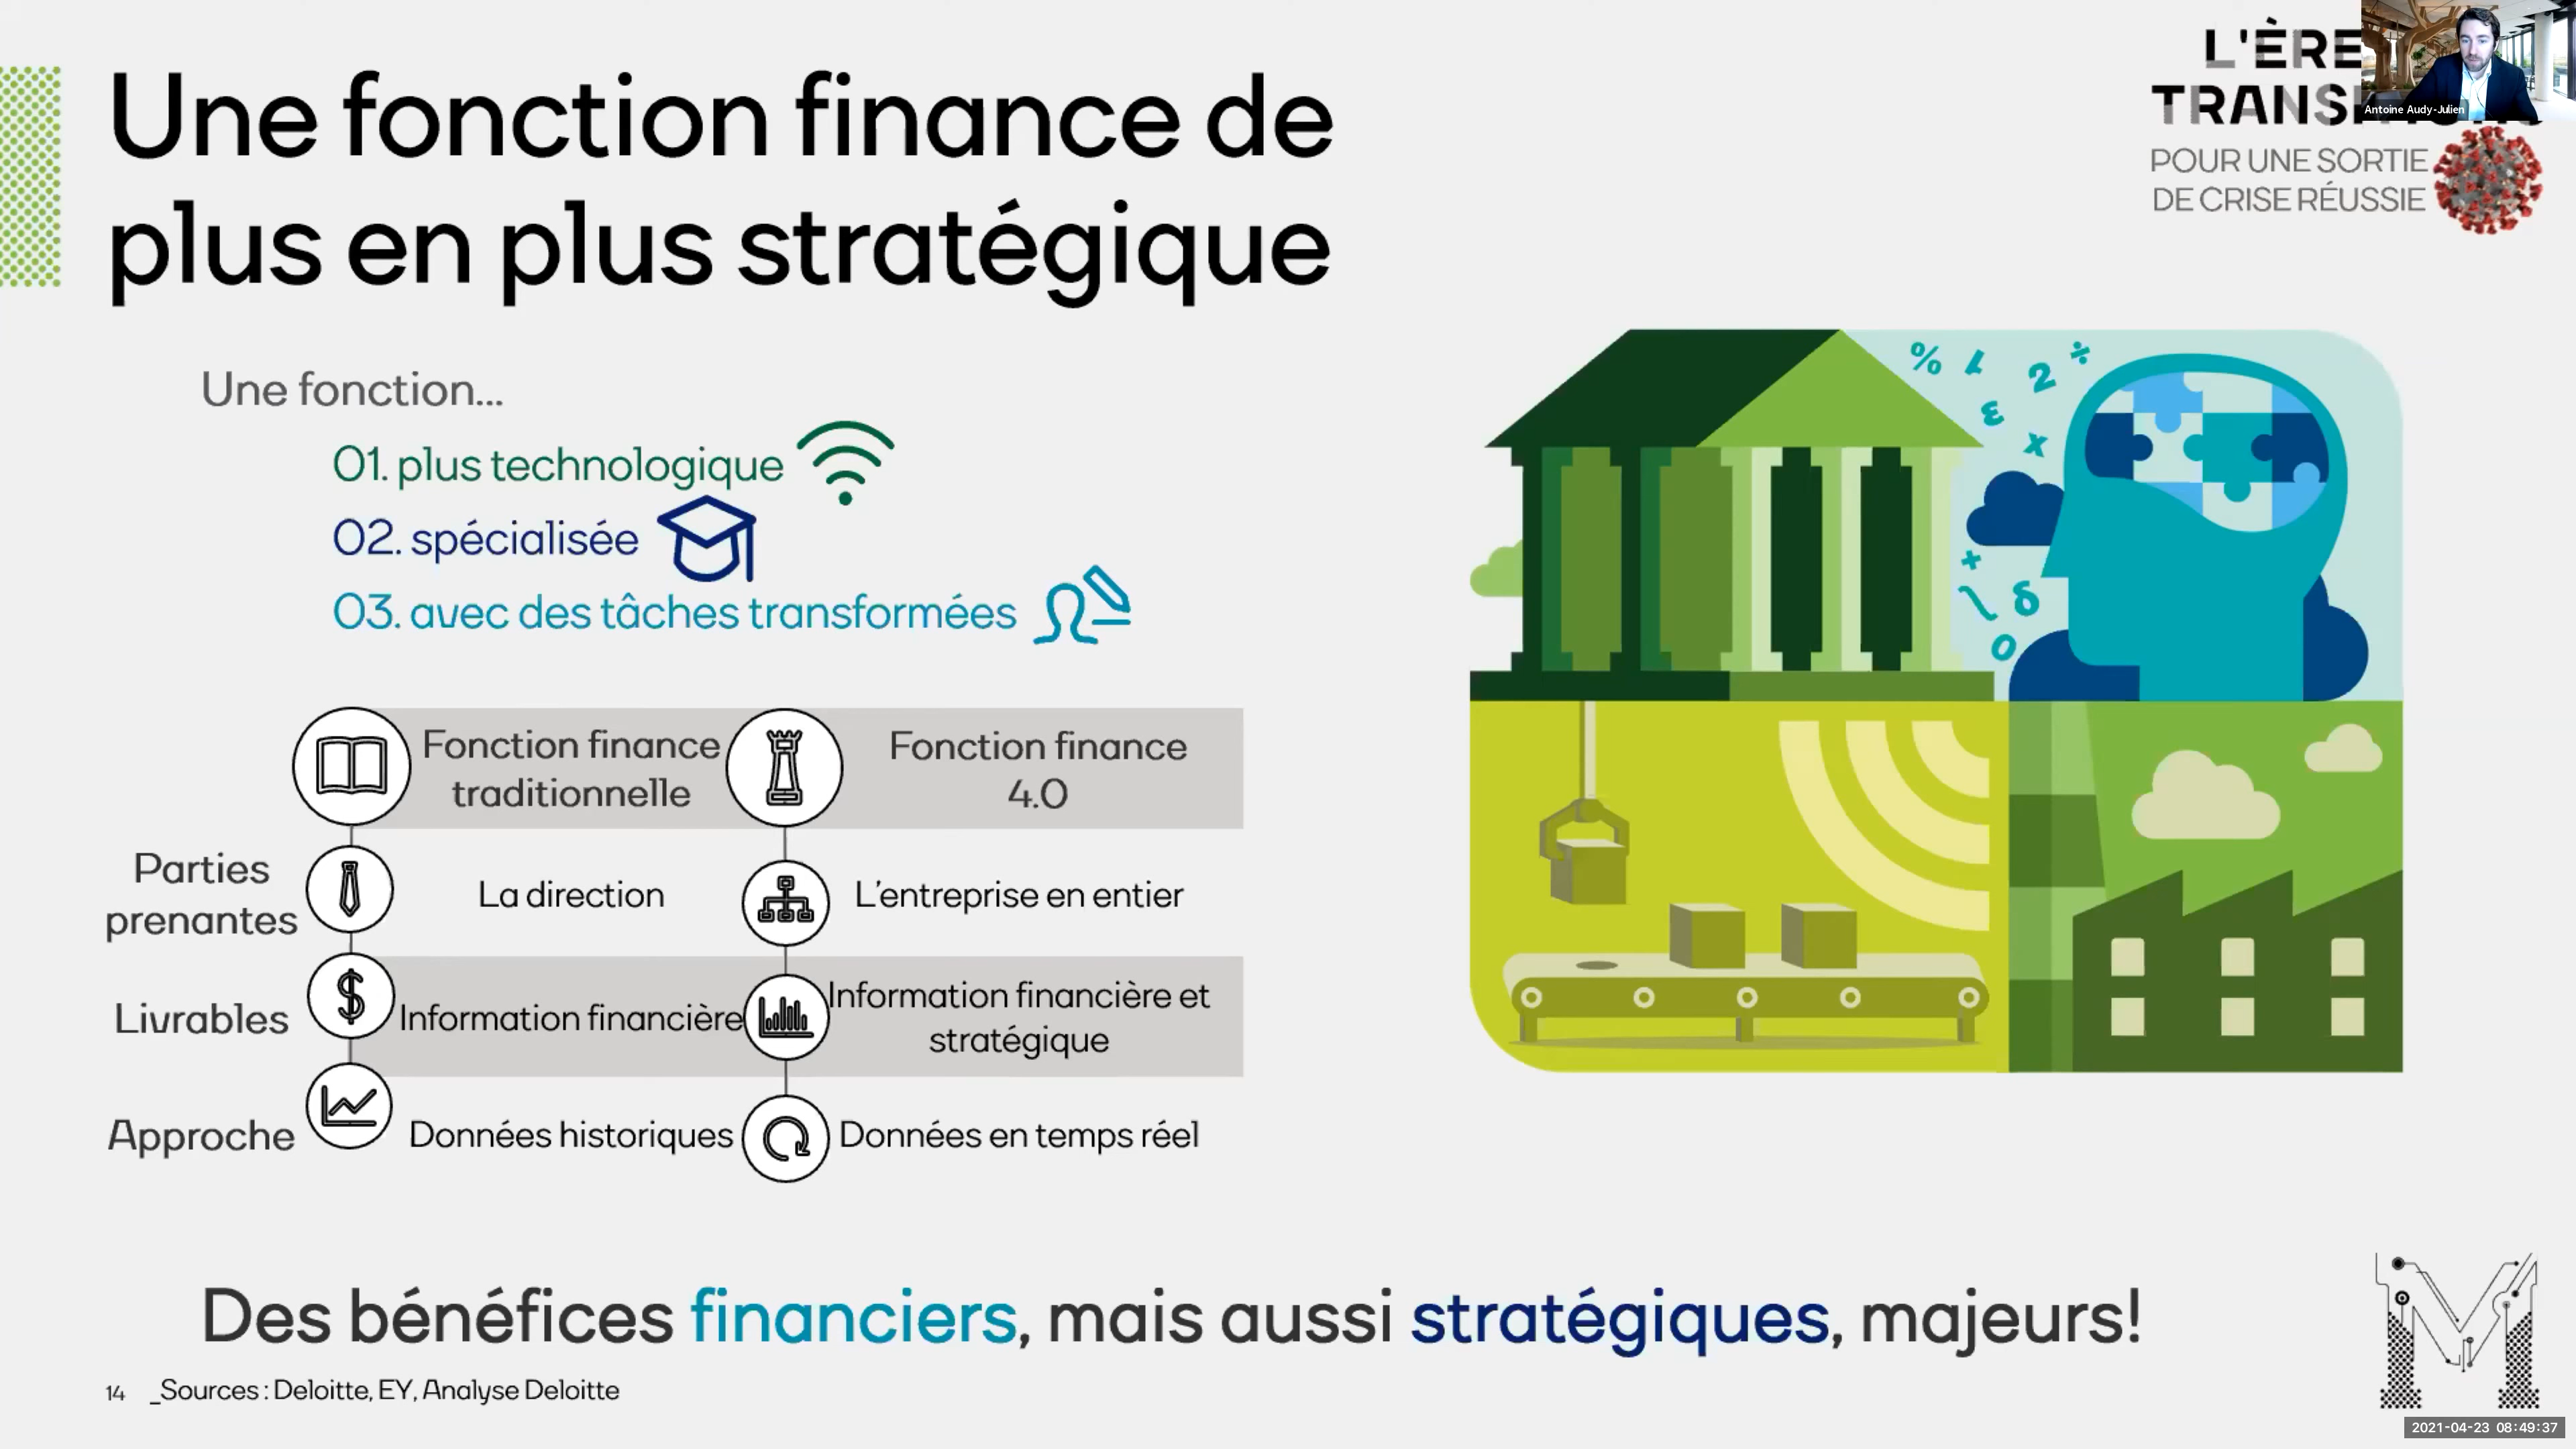 Une fonction finance de
plus en plus stratégique
L'ÈRE
POUR UNE SORTIE
DE CRISE RÉUSSIE
Antoine Audy-Julien
Une fonction...
01. plus technologique
02. spécialisée
03. avec des tâches transformées
Fonction finance
traditionnelle
Fonction finance
4.0
Parties
prenantes
La direction
L'entreprise en entier
Livrables
Information financière
Information financière et
stratégique
Approche
Données historiques
Données en temps réel
% 1 2 ÷
3
x
+
δ
0
Des bénéfices financiers, mais aussi stratégiques, majeurs!
14 _Sources : Deloitte, EY, Analyse Deloitte
M
2021-04-23 08:49:37